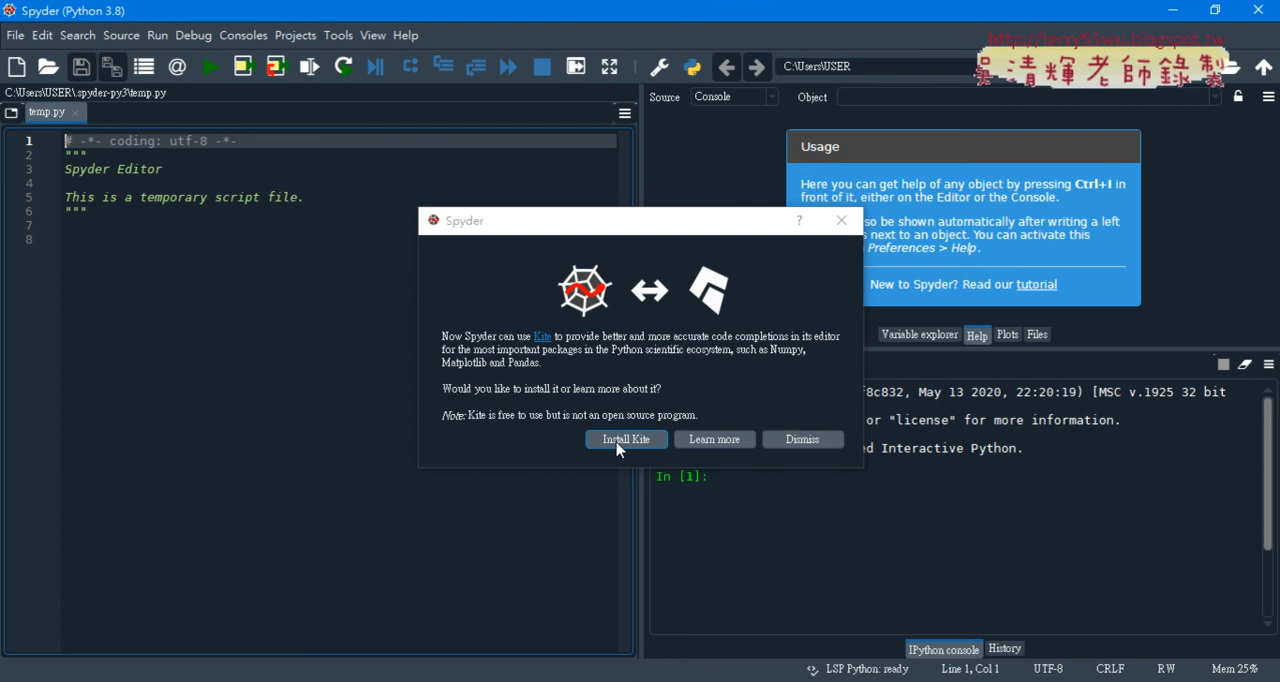 Spyder (Python 3.8)
File Edit Search Source Run Debug Consoles Projects Tools View Help
http://terry55wu.blogspot.tw
C:\Users\USER
吳清輝老師錄製
C:\Users\USER\.spyder-py3\temp.py
Source Console Object
temp.py
1 # -*- coding: utf-8 -*-
2 """
3 Spyder Editor
4
5 This is a temporary script file.
6 """
7
8
Usage
Here you can get help of any object by pressing Ctrl+I in
front of it, either on the Editor or the Console.
so be shown automatically after writing a left
s next to an object. You can activate this
Preferences > Help.
New to Spyder? Read our tutorial
Spyder
Now Spyder can use Kite to provide better and more accurate code completions in its editor
for the most important packages in the Python scientific ecosystem, such as Numpy,
Matplotlib and Pandas.
Would you like to install it or learn more about it?
Note: Kite is free to use but is not an open source program.
Install Kite Learn more Dismiss
Variable explorer Help Plots Files
f8c832, May 13 2020, 22:20:19) [MSC v.1925 32 bit
or "license" for more information.
ed Interactive Python.
In [1]:
IPython console History
LSP Python: ready Line 1, Col 1 UTF-8 CRLF RW Mem 25%